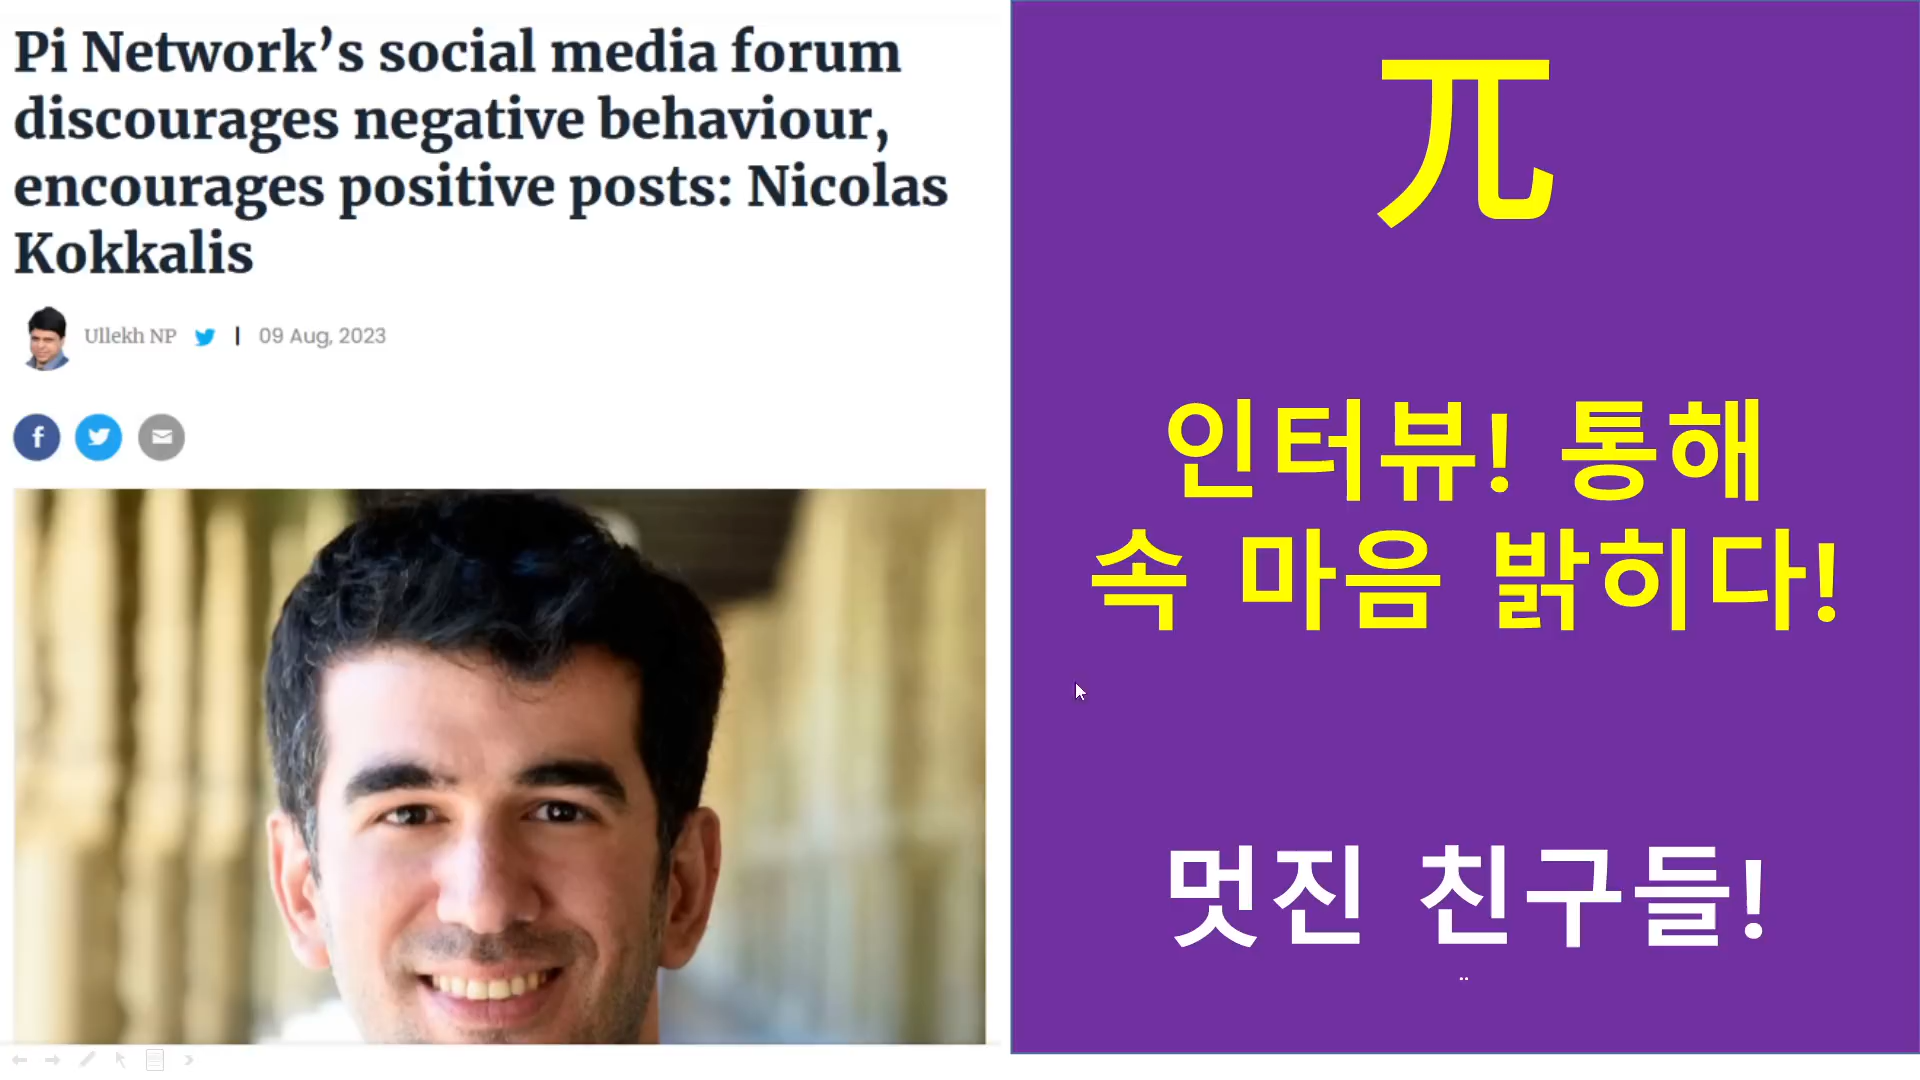 Pi Network’s social media forum
discourages negative behaviour,
encourages positive posts: Nicolas
Kokkalis
Ullekh NP | 09 Aug, 2023
f
π
인터뷰! 통해
속 마음 밝히다!
멋진 친구들!
..